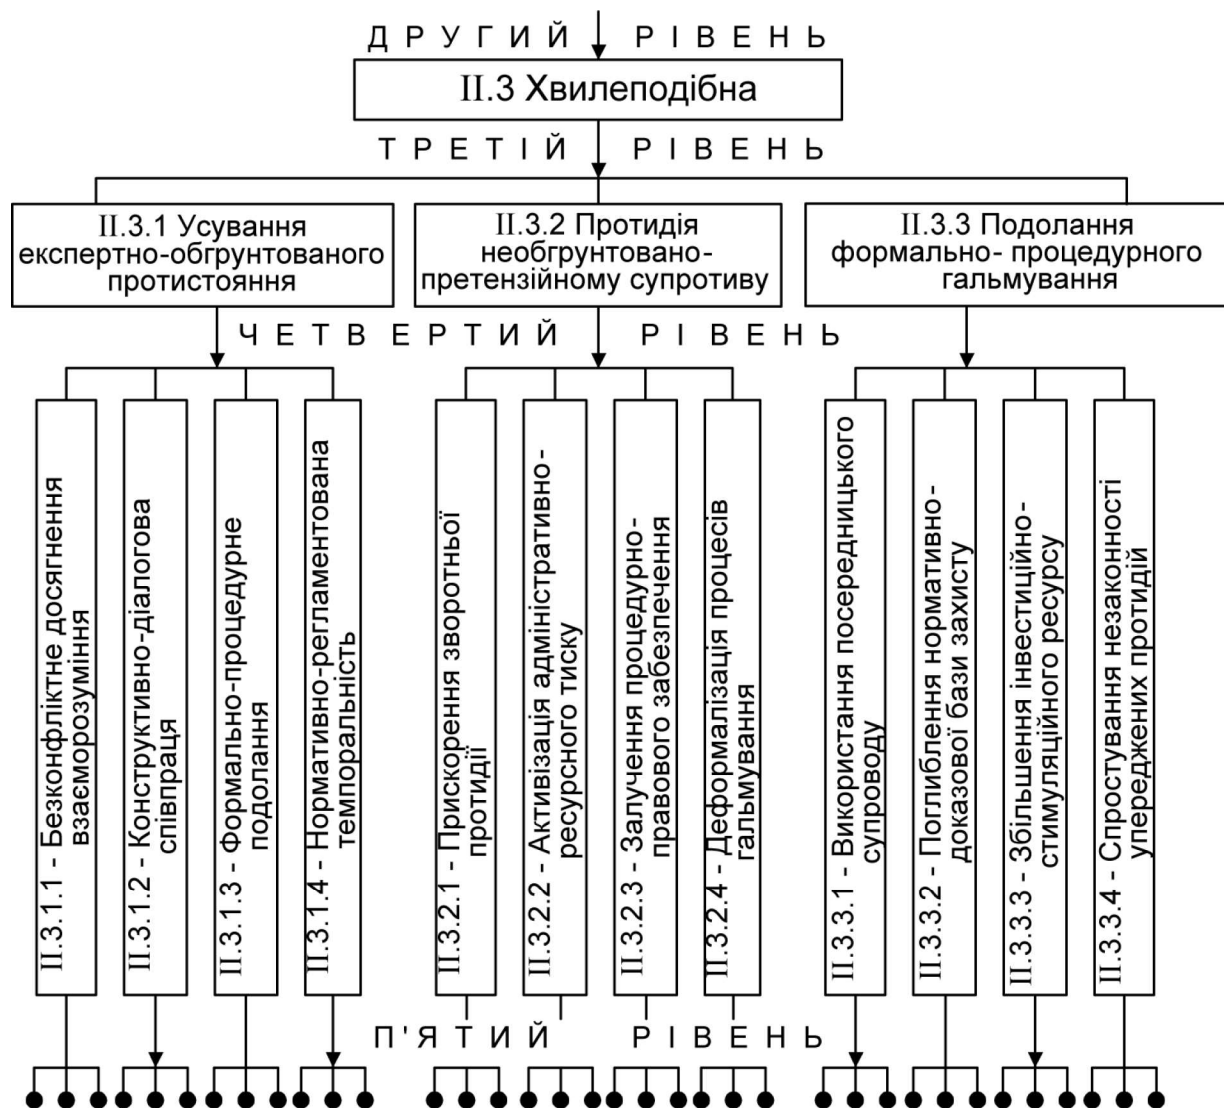 ДРУГИЙ РІВЕНЬ
II.3 Хвилеподібна
ТРЕТІЙ РІВЕНЬ
II.3.1 Усування
експертно-обгрунтованого
протистояння
II.3.2 Протидія
необгрунтовано-
претензійному супротиву
II.3.3 Подолання
формально- процедурного
гальмування
ЧЕТВЕРТИЙ РІВЕНЬ
II.3.1.1 - Безконфліктне досягнення
взаєморозуміння
II.3.1.2 - Конструктивно-діалогова
співпраця
II.3.1.3 - Формально-процедурне
подолання
II.3.1.4 - Нормативно-регламентована
темпоральність
II.3.2.1 - Прискорення зворотньої
протидії
II.3.2.2 - Активізація адміністративно-
ресурсного тиску
II.3.2.3 - Залучення процедурно-
правового забезпечення
II.3.2.4 - Деформалізація процесів
гальмування
II.3.3.1 - Використання посередницького
супроводу
II.3.3.2 - Поглиблення нормативно-
доказової бази захисту
II.3.3.3 - Збільшення інвестиційно-
стимуляційного ресурсу
II.3.3.4 - Спростування незаконності
упереджених протидій
П'ЯТИЙ РІВЕНЬ